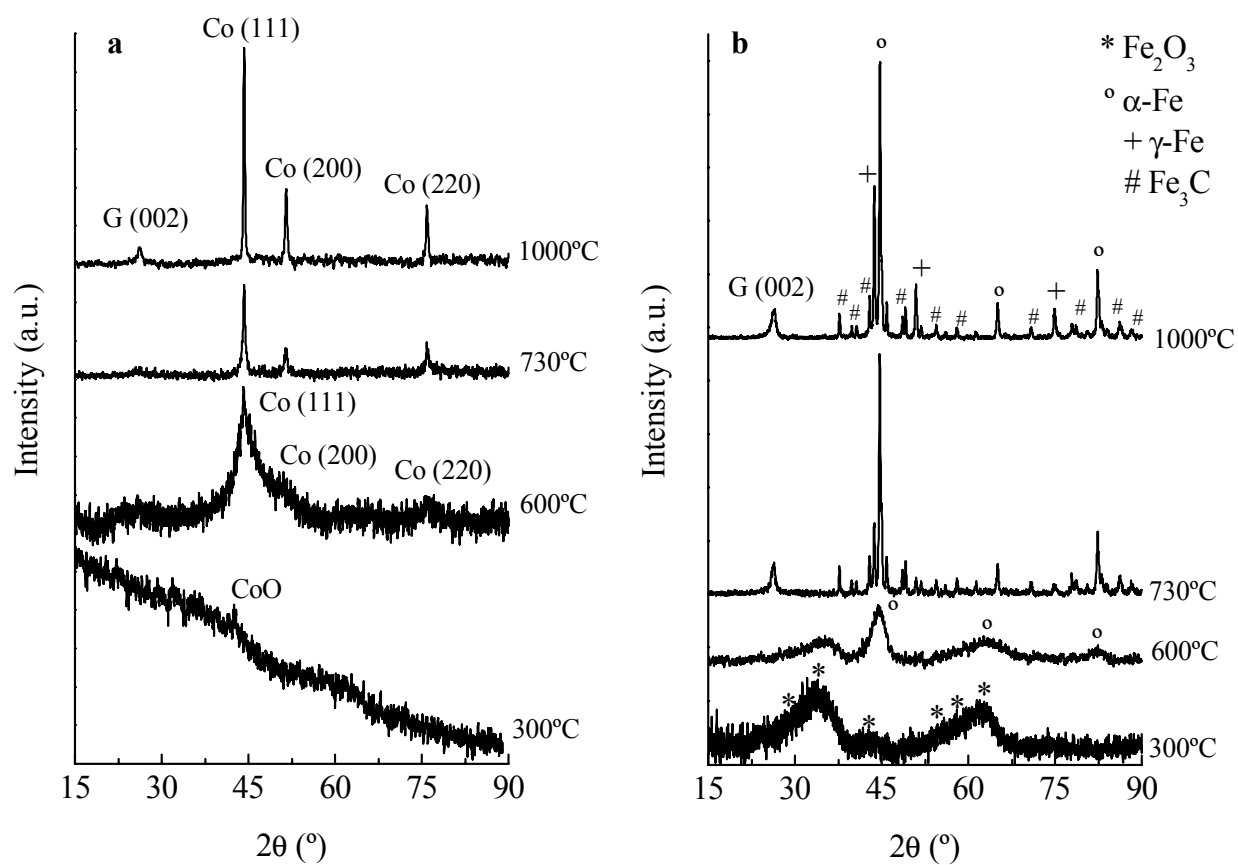 a
Co (111)
Co (200)
Co (220)
G (002)
1000ºC
730ºC
Co (111)
Co (200)
Co (220)
600ºC
CoO
300ºC
15 30 45 60 75 90
2θ (º)
Intensity (a.u.)
b
º
* Fe₂O₃
º α-Fe
+ γ-Fe
# Fe₃C
+
º
+
G (002)
# # # # # # º # + # # #
1000ºC
730ºC
º º º
600ºC
* * * * * *
300ºC
15 30 45 60 75 90
2θ (º)
Intensity (a.u.)